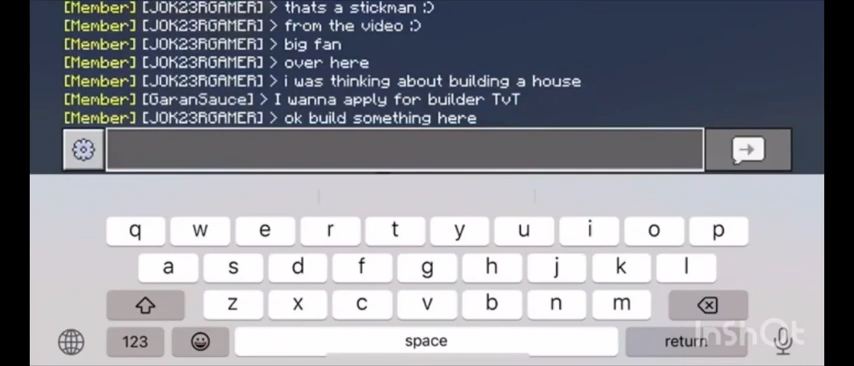 [Member] [JOK23RGAMER] > thats a stickman :)
[Member] [JOK23RGAMER] > from the video :)
[Member] [JOK23RGAMER] > big fan
[Member] [JOK23RGAMER] > over here
[Member] [JOK23RGAMER] > i was thinking about building a house
[Member] [GaranSauce] > I wanna apply for builder TvT
[Member] [JOK23RGAMER] > ok build something here
q w e r t y u i o p
a s d f g h j k l
z x c v b n m
123 space return
InShOt